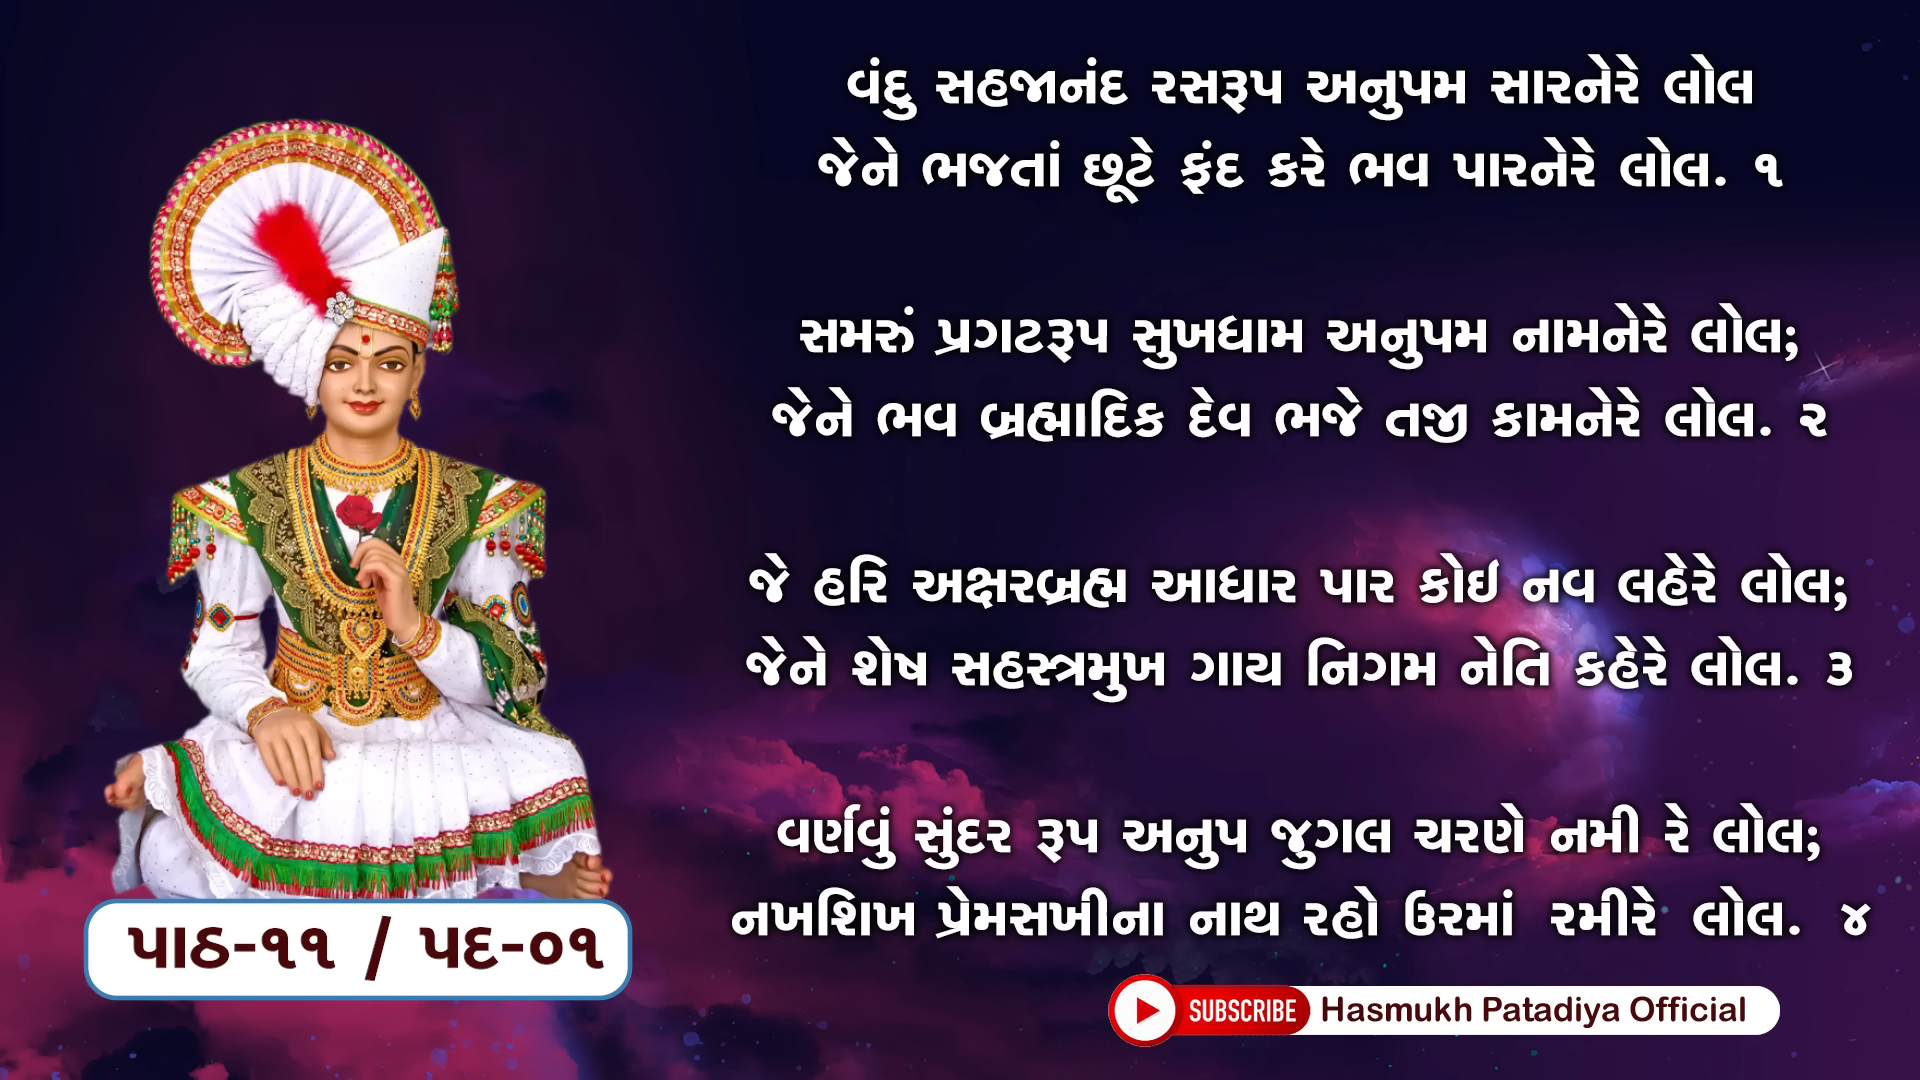 વંદુ સહજાનંદ રસરૂપ અનુપમ સારનેરે લોલ
જેને ભજતાં છૂટે ફંદ કરે ભવ પારનેરે લોલ. ૧
સમરું પ્રગટરૂપ સુખધામ અનુપમ નામનેરે લોલ;
જેને ભવ બ્રહ્માદિક દેવ ભજે તજી કામનેરે લોલ. ૨
જે હરિ અક્ષરબ્રહ્મ આધાર પાર કોઇ નવ લહેરે લોલ;
જેને શેષ સહસ્ત્રમુખ ગાય નિગમ નેતિ કહેરે લોલ. ૩
વર્ણવું સુંદર રૂપ અનુપ જુગલ ચરણે નમી રે લોલ;
નખશિખ પ્રેમસખીના નાથ રહો ઉરમાં રમીરે લોલ. ૪
પાઠ-૧૧ / પદ-૦૧
SUBSCRIBE Hasmukh Patadiya Official